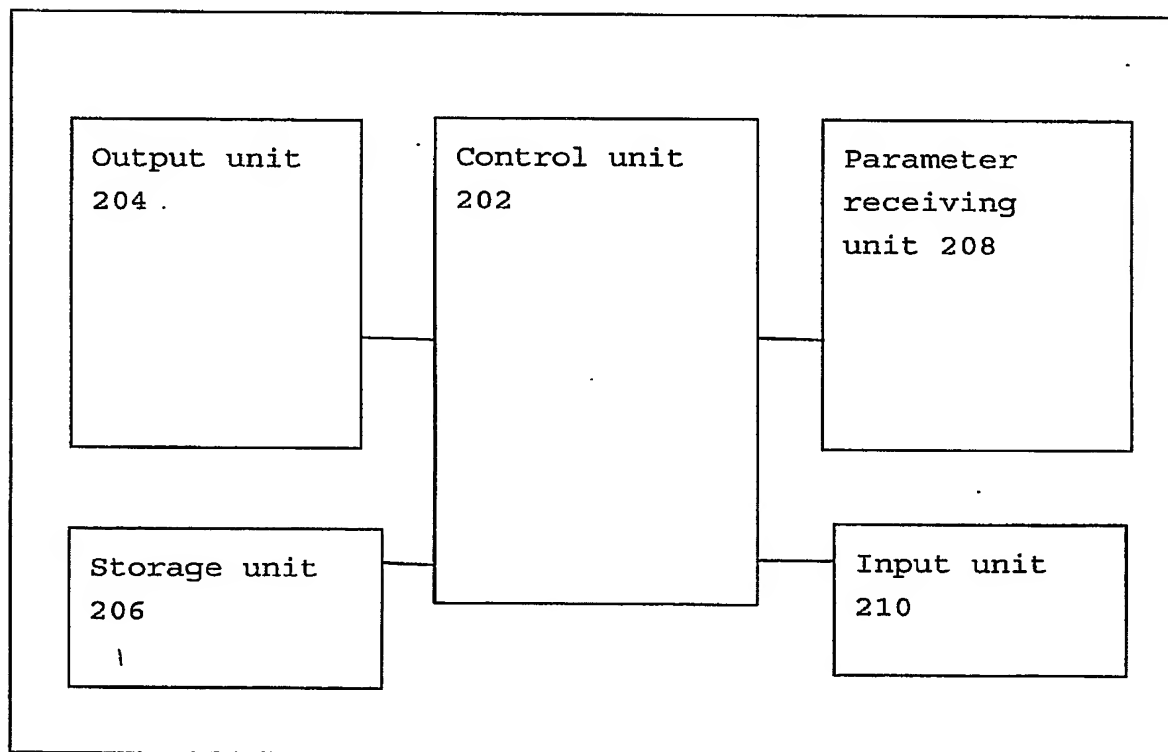 Output unit
204
Control unit
202
Parameter
receiving
unit 208
Storage unit
206
Input unit
210